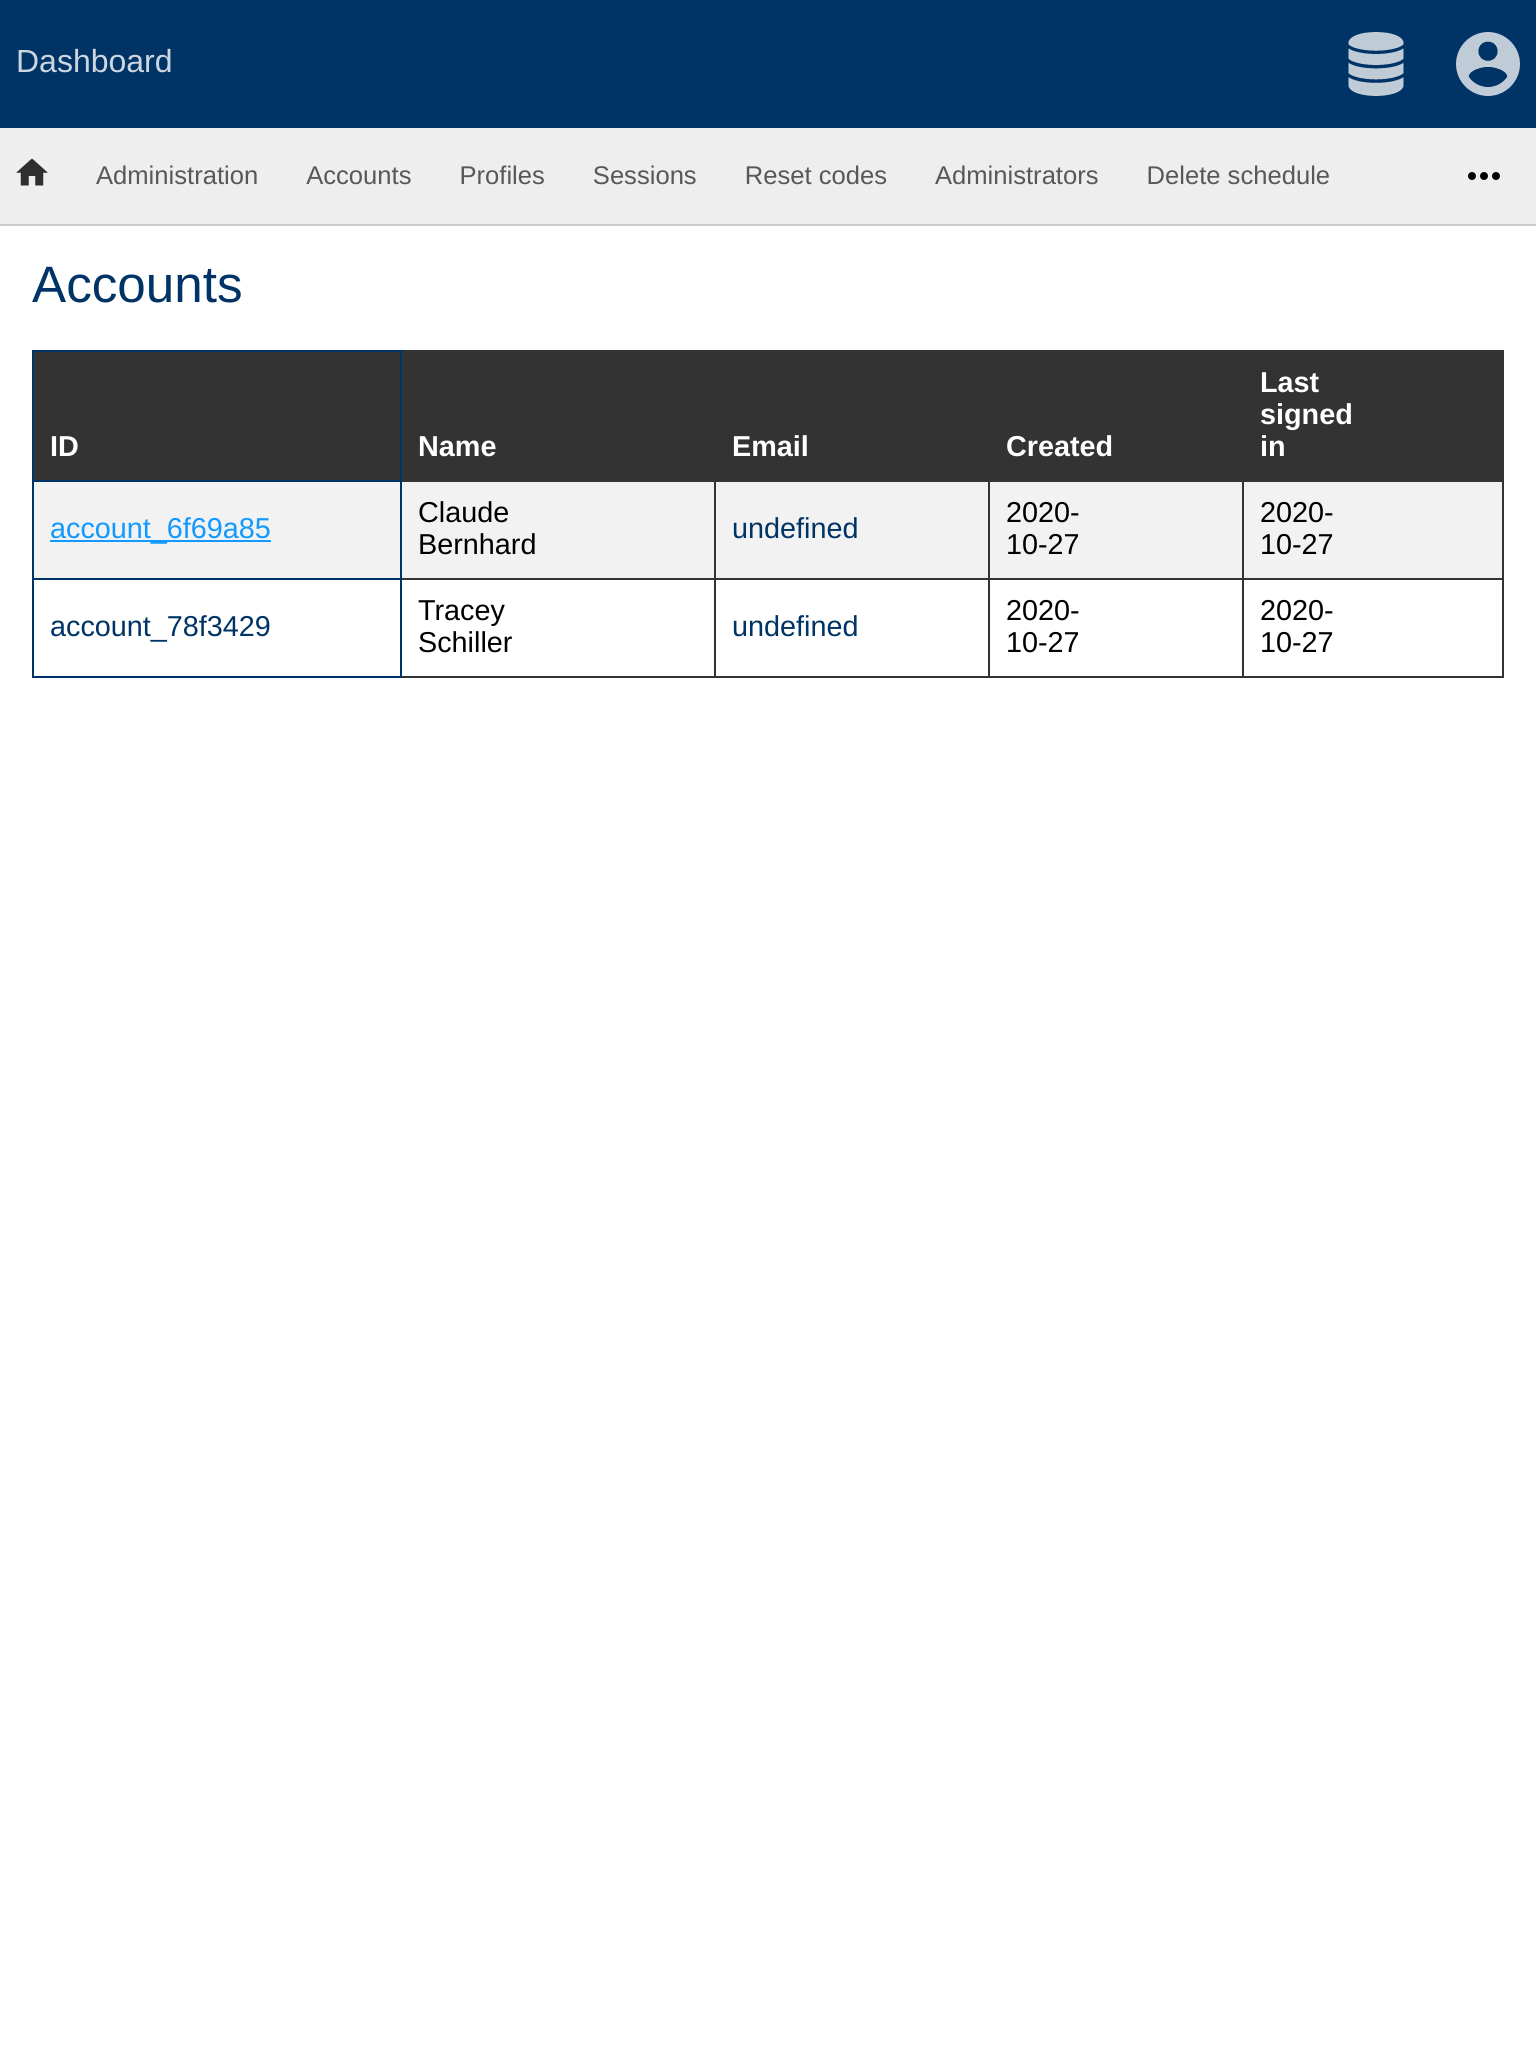 Dashboard
Administration Accounts Profiles Sessions Reset codes Administrators Delete schedule
Accounts
ID Name Email Created Last signed in
account_6f69a85 Claude Bernhard undefined 2020-10-27 2020-10-27
account_78f3429 Tracey Schiller undefined 2020-10-27 2020-10-27